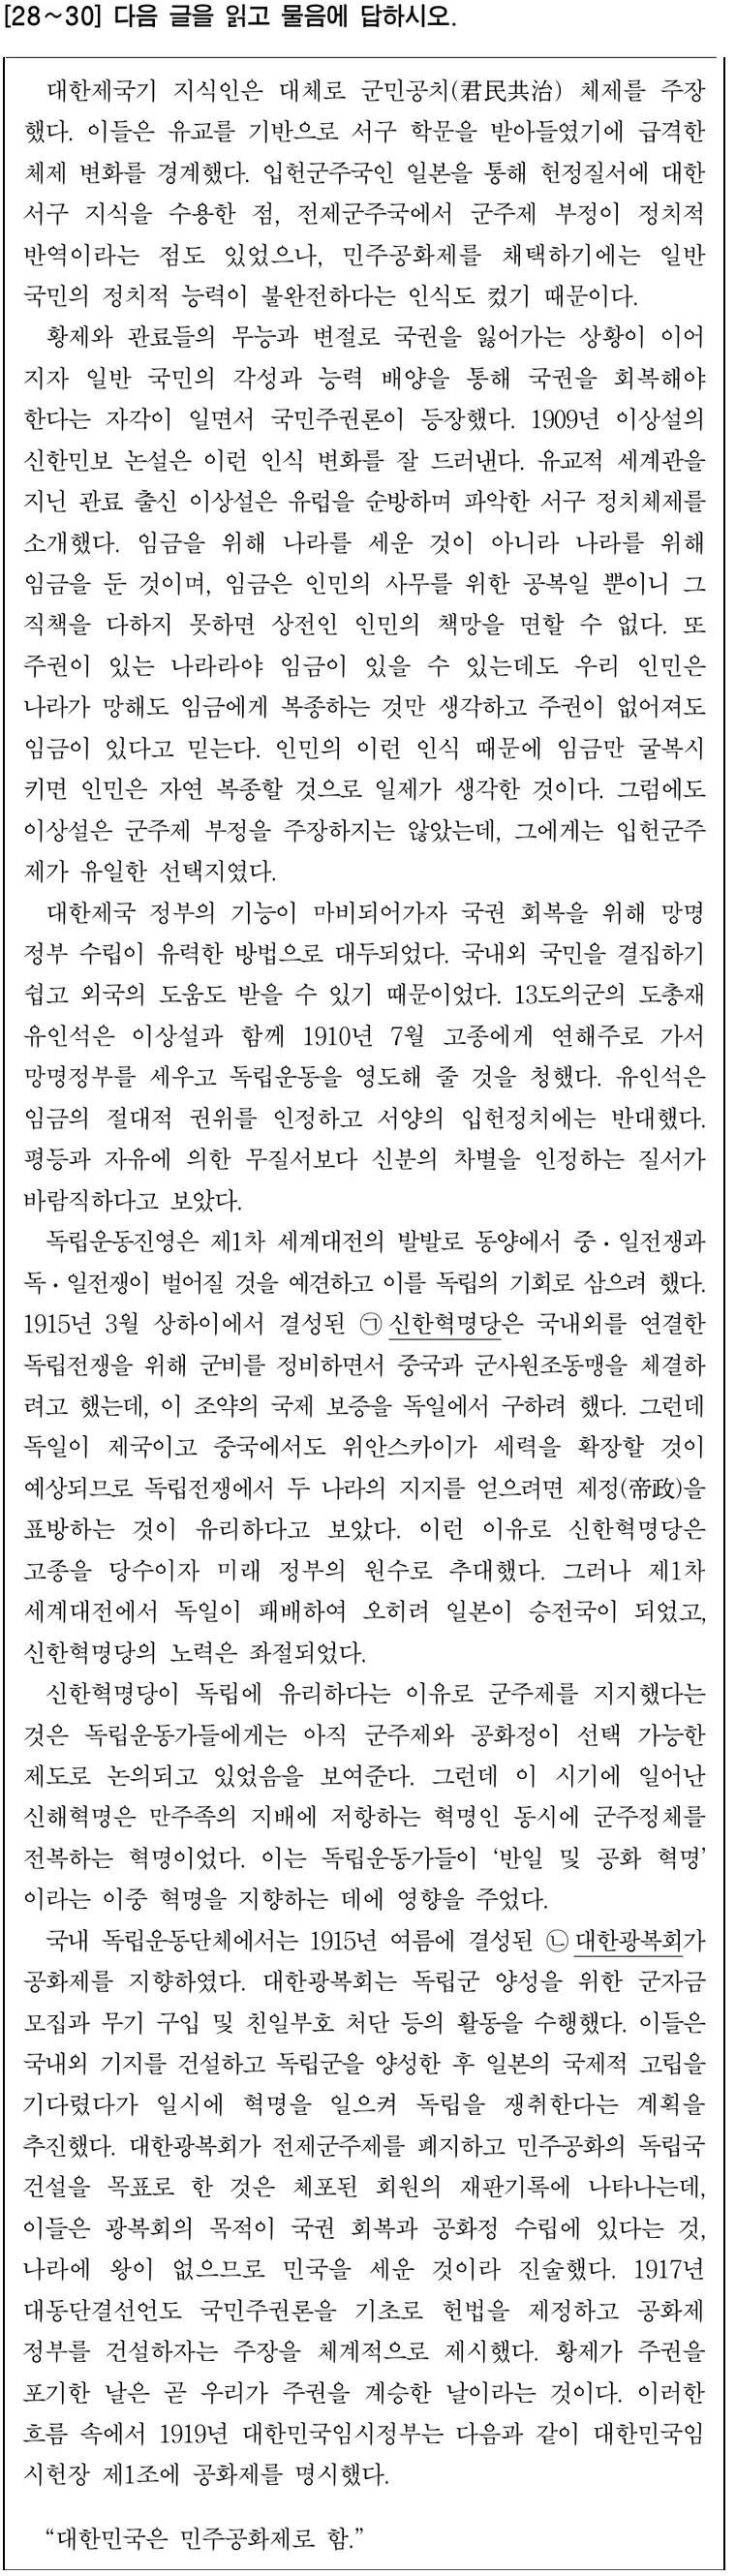 [28~30] 다음 글을 읽고 물음에 답하시오.
대한제국기 지식인은 대체로 군민공치(君民共治) 체제를 주장
했다. 이들은 유교를 기반으로 서구 학문을 받아들였기에 급격한
체제 변화를 경계했다. 입헌군주국인 일본을 통해 헌정질서에 대한
서구 지식을 수용한 점, 전제군주국에서 군주제 부정이 정치적
반역이라는 점도 있었으나, 민주공화제를 채택하기에는 일반
국민의 정치적 능력이 불완전하다는 인식도 컸기 때문이다.
황제와 관료들의 무능과 변절로 국권을 잃어가는 상황이 이어
지자 일반 국민의 각성과 능력 배양을 통해 국권을 회복해야
한다는 자각이 일면서 국민주권론이 등장했다. 1909년 이상설의
신한민보 논설은 이런 인식 변화를 잘 드러낸다. 유교적 세계관을
지닌 관료 출신 이상설은 유럽을 순방하며 파악한 서구 정치체제를
소개했다. 임금을 위해 나라를 세운 것이 아니라 나라를 위해
임금을 둔 것이며, 임금은 인민의 사무를 위한 공복일 뿐이니 그
직책을 다하지 못하면 상전인 인민의 책망을 면할 수 없다. 또
주권이 있는 나라라야 임금이 있을 수 있는데도 우리 인민은
나라가 망해도 임금에게 복종하는 것만 생각하고 주권이 없어져도
임금이 있다고 믿는다. 인민의 이런 인식 때문에 임금만 굴복시
키면 인민은 자연 복종할 것으로 일제가 생각한 것이다. 그럼에도
이상설은 군주제 부정을 주장하지는 않았는데, 그에게는 입헌군주
제가 유일한 선택지였다.
대한제국 정부의 기능이 마비되어가자 국권 회복을 위해 망명
정부 수립이 유력한 방법으로 대두되었다. 국내외 국민을 결집하기
쉽고 외국의 도움도 받을 수 있기 때문이었다. 13도의군의 도총재
유인석은 이상설과 함께 1910년 7월 고종에게 연해주로 가서
망명정부를 세우고 독립운동을 영도해 줄 것을 청했다. 유인석은
임금의 절대적 권위를 인정하고 서양의 입헌정치에는 반대했다.
평등과 자유에 의한 무질서보다 신분의 차별을 인정하는 질서가
바람직하다고 보았다.
독립운동진영은 제1차 세계대전의 발발로 동양에서 중·일전쟁과
독·일전쟁이 벌어질 것을 예견하고 이를 독립의 기회로 삼으려 했다.
1915년 3월 상하이에서 결성된 ㉠ 신한혁명당은 국내외를 연결한
독립전쟁을 위해 군비를 정비하면서 중국과 군사원조동맹을 체결하
려고 했는데, 이 조약의 국제 보증을 독일에서 구하려 했다. 그런데
독일이 제국이고 중국에서도 위안스카이가 세력을 확장할 것이
예상되므로 독립전쟁에서 두 나라의 지지를 얻으려면 제정(帝政)을
표방하는 것이 유리하다고 보았다. 이런 이유로 신한혁명당은
고종을 당수이자 미래 정부의 원수로 추대했다. 그러나 제1차
세계대전에서 독일이 패배하여 오히려 일본이 승전국이 되었고,
신한혁명당의 노력은 좌절되었다.
신한혁명당이 독립에 유리하다는 이유로 군주제를 지지했다는
것은 독립운동가들에게는 아직 군주제와 공화정이 선택 가능한
제도로 논의되고 있었음을 보여준다. 그런데 이 시기에 일어난
신해혁명은 만주족의 지배에 저항하는 혁명인 동시에 군주정체를
전복하는 혁명이었다. 이는 독립운동가들이 ‘반일 및 공화 혁명’
이라는 이중 혁명을 지향하는 데에 영향을 주었다.
국내 독립운동단체에서는 1915년 여름에 결성된 ㉡ 대한광복회가
공화제를 지향하였다. 대한광복회는 독립군 양성을 위한 군자금
모집과 무기 구입 및 친일부호 처단 등의 활동을 수행했다. 이들은
국내외 기지를 건설하고 독립군을 양성한 후 일본의 국제적 고립을
기다렸다가 일시에 혁명을 일으켜 독립을 쟁취한다는 계획을
추진했다. 대한광복회가 전제군주제를 폐지하고 민주공화의 독립국
건설을 목표로 한 것은 체포된 회원의 재판기록에 나타나는데,
이들은 광복회의 목적이 국권 회복과 공화정 수립에 있다는 것,
나라에 왕이 없으므로 민국을 세운 것이라 진술했다. 1917년
대동단결선언도 국민주권론을 기초로 헌법을 제정하고 공화제
정부를 건설하자는 주장을 체계적으로 제시했다. 황제가 주권을
포기한 날은 곧 우리가 주권을 계승한 날이라는 것이다. 이러한
흐름 속에서 1919년 대한민국임시정부는 다음과 같이 대한민국임
시헌장 제1조에 공화제를 명시했다.
“대한민국은 민주공화제로 함.”